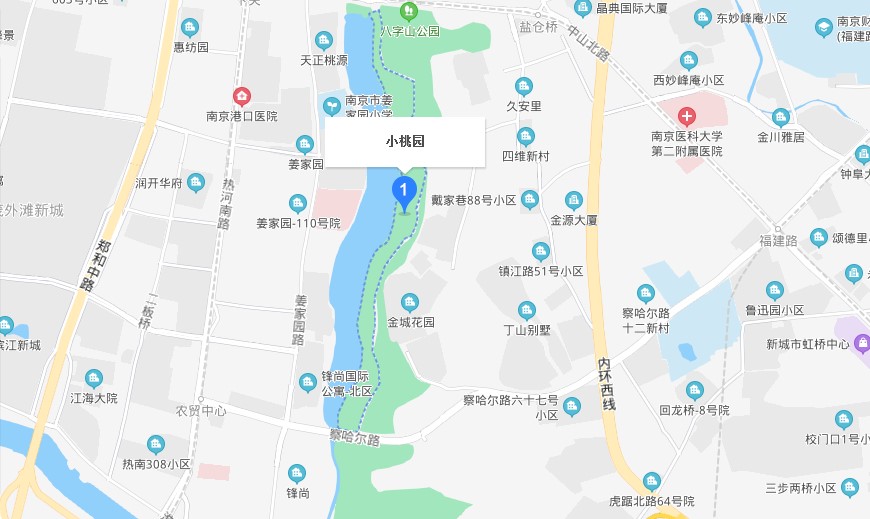 晶典国际大厦
八字山公园
盐仓桥
东妙峰庵小区
南京财
(福建路
惠纺园
天正桃源
中山北路
西妙峰庵小区
南京港口医院
南京市姜
家园小学
久安里
小桃园
南京医科大学
第二附属医院
金川雅居
姜家园
四维新村
钟阜
润开华府
热河南路
1
戴家巷88号小区
外滩新城
姜家园-110号院
金源大厦
福建路
颂德里
郑和中路
镇江路51号小区
二板桥
姜家园路
金城花园
丁山别墅
察哈尔路
十二新村
鲁迅园小区
滨江新城
新城市虹桥中心
江海大院
锋尚国际
公寓-北区
内环西线
察哈尔路六十七号
小区
回龙桥-8号院
农贸中心
察哈尔路
校门口1号小
热南308小区
锋尚
虎踞北路64号院
三步两桥小区